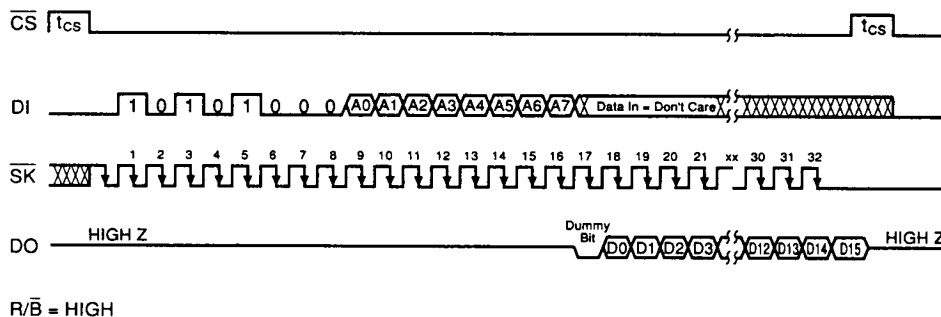 C̅S̅ tCS tCS
DI 1 0 1 0 1 0 0 0 A0 A1 A2 A3 A4 A5 A6 A7 Data In = Don't Care
1 2 3 4 5 6 7 8 9 10 11 12 13 14 15 16 17 18 19 20 21 xx 30 31 32
S̅K̅
DO HIGH Z Dummy Bit D0 D1 D2 D3 D12 D13 D14 D15 HIGH Z
R/B̅ = HIGH